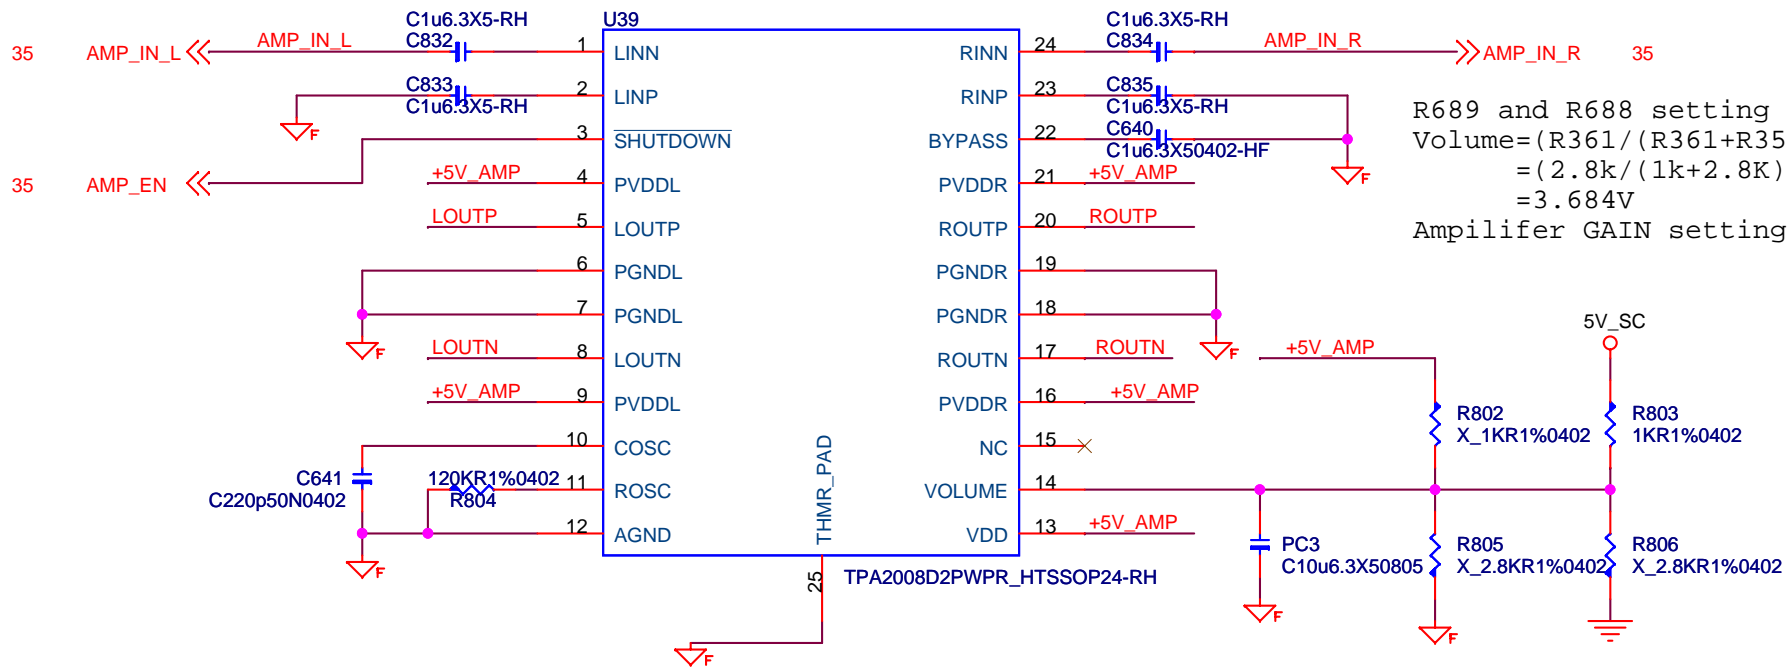 C1u6.3X5-RH
U39
C1u6.3X5-RH
35
AMP_IN_L
AMP_IN_L
C832
1
LINN
RINN
24
C834
AMP_IN_R
AMP_IN_R
35
C833
C1u6.3X5-RH
2
LINP
RINP
23
C835
C1u6.3X5-RH
F
R689 and R688 setting
Volume=(R361/(R361+R35
=(2.8k/(1k+2.8K)
=3.684V
Ampilifer GAIN setting
3
SHUTDOWN
BYPASS
22
C640
C1u6.3X50402-HF
F
35
AMP_EN
+5V_AMP
4
PVDDL
PVDDR
21
+5V_AMP
LOUTP
5
LOUTP
ROUTP
20
ROUTP
6
PGNDL
PGNDR
19
7
PGNDL
PGNDR
18
F
F
5V_SC
LOUTN
8
LOUTN
ROUTN
17
ROUTN
+5V_AMP
+5V_AMP
9
PVDDL
PVDDR
16
+5V_AMP
R802
X_1KR1%0402
R803
1KR1%0402
10
COSC
NC
15
C641
C220p50N0402
120KR1%0402
R804
11
ROSC
VOLUME
14
THMR_PAD
12
AGND
VDD
13
+5V_AMP
F
PC3
C10u6.3X50805
R805
X_2.8KR1%0402
R806
X_2.8KR1%0402
25
TPA2008D2PWPR_HTSSOP24-RH
F
F
F